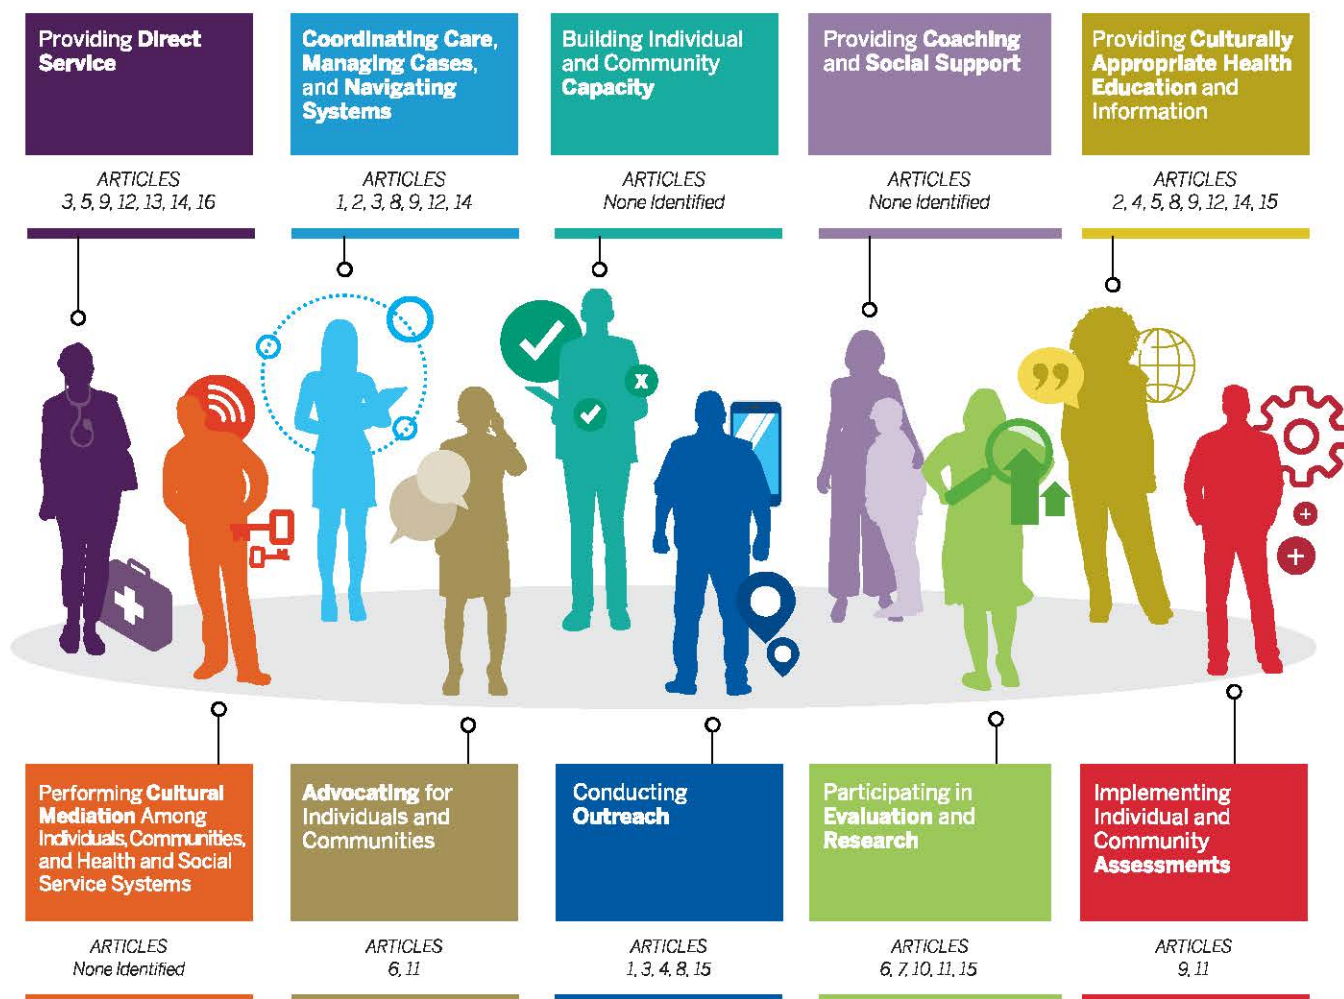 Providing Direct
Service
ARTICLES
3, 5, 9, 12, 13, 14, 16
Coordinating Care,
Managing Cases,
and Navigating
Systems
ARTICLES
1, 2, 3, 8, 9, 12, 14
Building Individual
and Community
Capacity
ARTICLES
None Identified
Providing Coaching
and Social Support
ARTICLES
None Identified
Providing Culturally
Appropriate Health
Education and
Information
ARTICLES
2, 4, 5, 8, 9, 12, 14, 15
Performing Cultural
Mediation Among
Individuals, Communities,
and Health and Social
Service Systems
ARTICLES
None Identified
Advocating for
Individuals and
Communities
ARTICLES
6, 11
Conducting
Outreach
ARTICLES
1, 3, 4, 8, 15
Participating in
Evaluation and
Research
ARTICLES
6, 7, 10, 11, 15
Implementing
Individual and
Community
Assessments
ARTICLES
9, 11